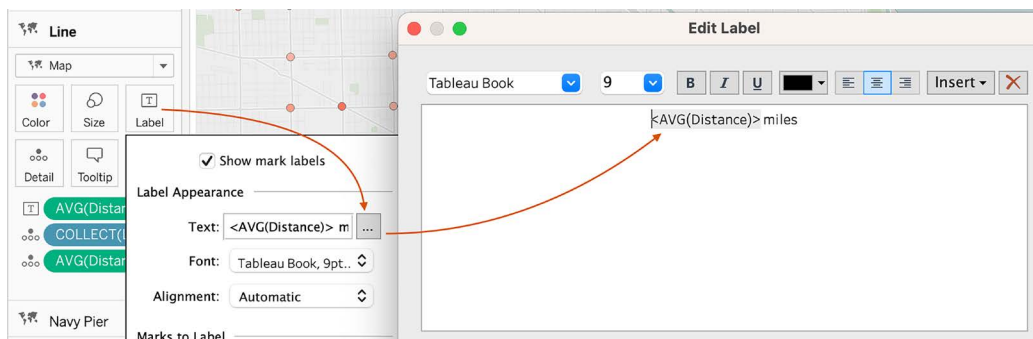 Line
Map
Color
Size
Label
Detail
Tooltip
AVG(Distar
COLLECT(
AVG(Distar
Navy Pier
Show mark labels
Label Appearance
Text: <AVG(Distance)> m ...
Font: Tableau Book, 9pt..
Alignment: Automatic
Marks to Label
Edit Label
Tableau Book 9 B I U Insert
<AVG(Distance)> miles